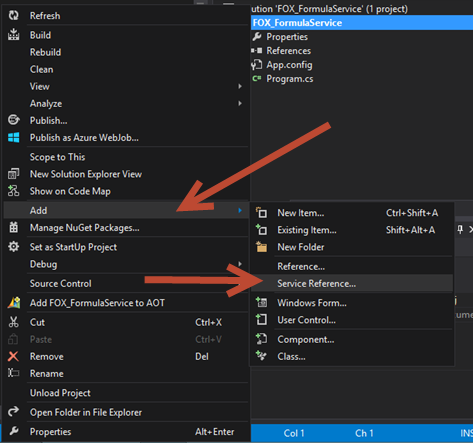 ution 'FOX_FormulaService' (1 project)
FOX_FormulaService
Properties
References
App.config
Program.cs
Refresh
Build
Rebuild
Clean
View
Analyze
Publish...
Publish as Azure WebJob...
Scope to This
New Solution Explorer View
Show on Code Map
Add
Manage NuGet Packages...
Set as StartUp Project
Debug
Source Control
Add FOX_FormulaService to AOT
Cut Ctrl+X
Paste Ctrl+V
Remove Del
Rename
Unload Project
Open Folder in File Explorer
Properties Alt+Enter
New Item... Ctrl+Shift+A
Existing Item... Shift+Alt+A
New Folder
Reference...
Service Reference...
Windows Form...
User Control...
Component...
Class...
Col 1 Ch 1 INS